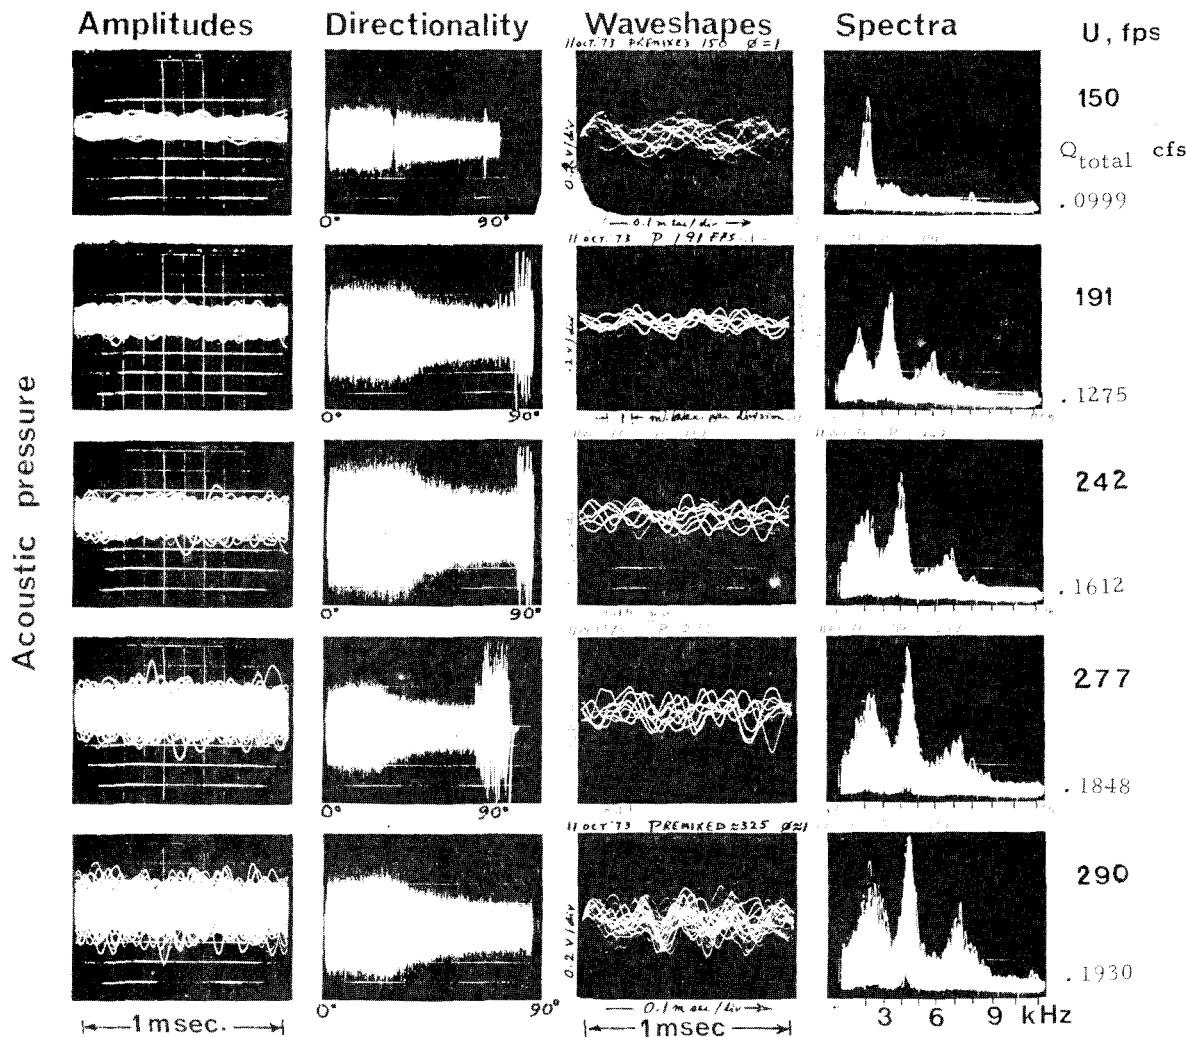 Amplitudes Directionality Waveshapes Spectra U, fps
11 OCT. 73 PREMIXED 150 Ø=1
150
0.2 v/div
Q total cfs
.0999
0° 90°
0.1 msec/div
11 OCT. 73 P 191 FPS
191
.1275
0° 90°
242
.1612
0° 90°
277
.1848
0° 90°
11 OCT '73 PREMIXED ≈325 Ø≈1
290
0.2 v/div
.1930
0° 90°
0.1 msec/div
1 msec. 1 msec 3 6 9 kHz
Acoustic pressure